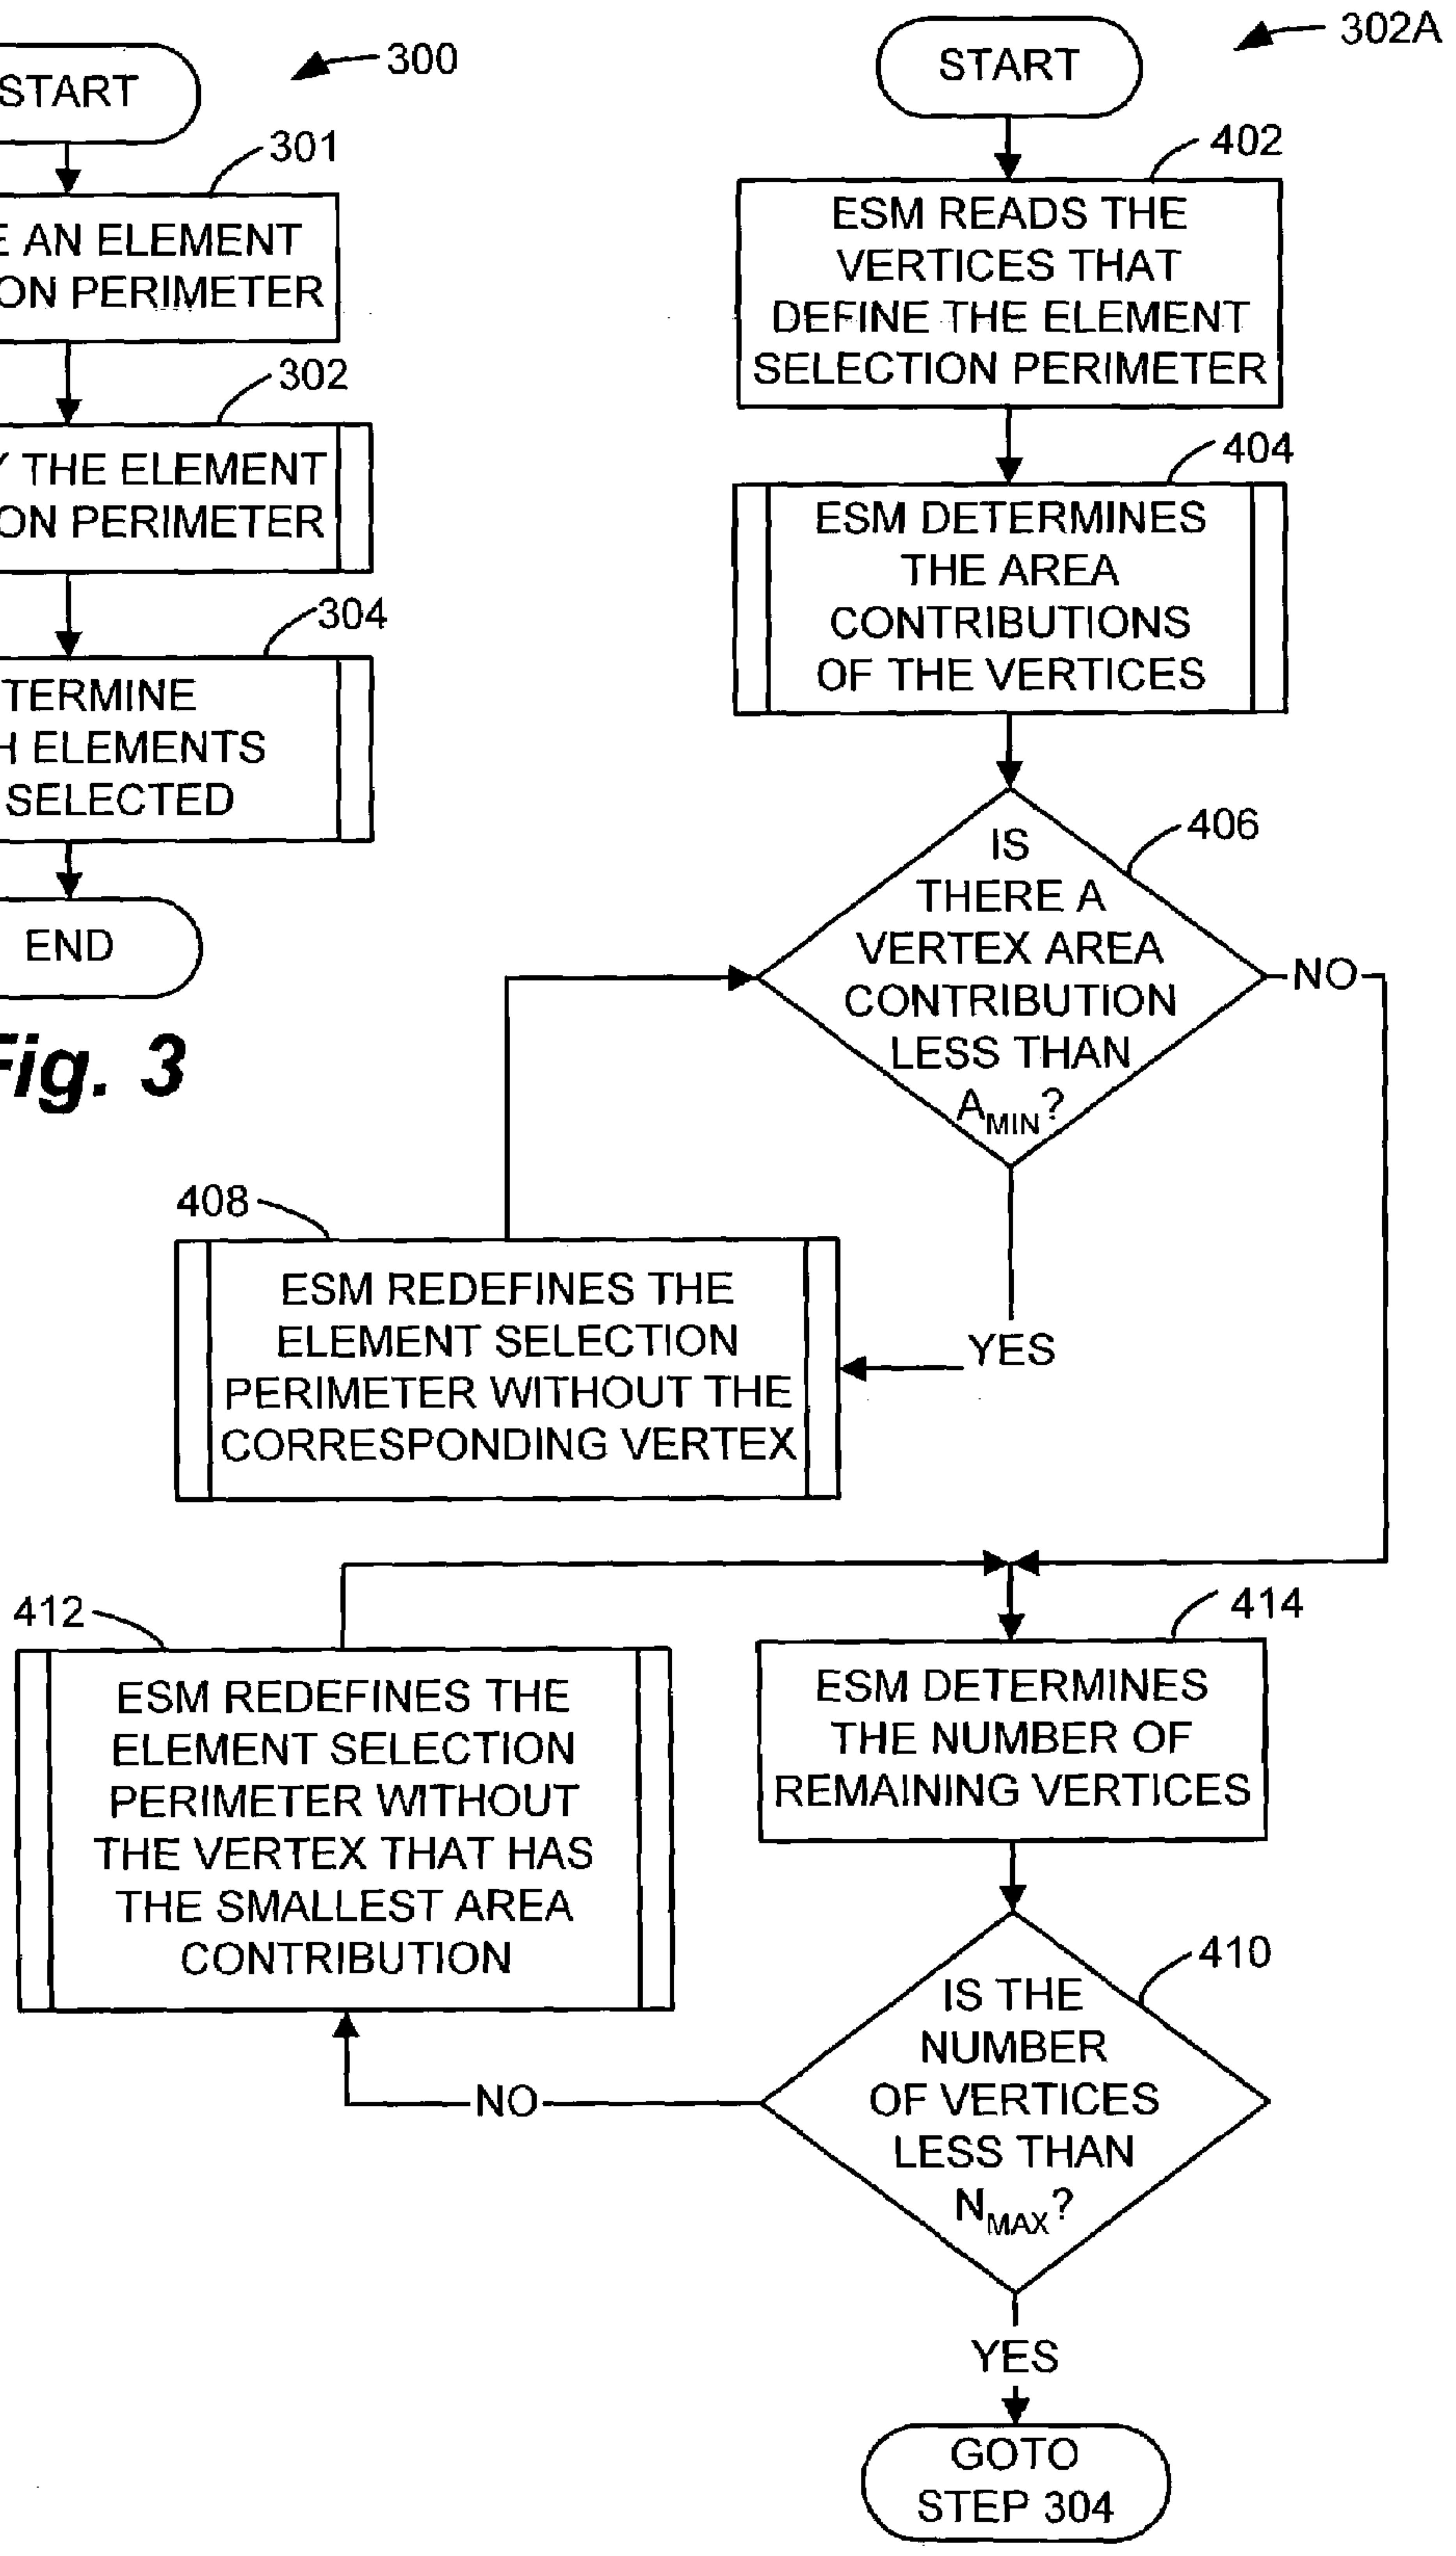 START
300
301
AN ELEMENT
ON PERIMETER
302
THE ELEMENT
ON PERIMETER
304
TERMINE
H ELEMENTS
SELECTED
END
Fig. 3
START
302A
402
ESM READS THE
VERTICES THAT
DEFINE THE ELEMENT
SELECTION PERIMETER
404
ESM DETERMINES
THE AREA
CONTRIBUTIONS
OF THE VERTICES
406
IS
THERE A
VERTEX AREA
CONTRIBUTION
LESS THAN
AMIN?
NO
YES
408
ESM REDEFINES THE
ELEMENT SELECTION
PERIMETER WITHOUT THE
CORRESPONDING VERTEX
412
ESM REDEFINES THE
ELEMENT SELECTION
PERIMETER WITHOUT
THE VERTEX THAT HAS
THE SMALLEST AREA
CONTRIBUTION
414
ESM DETERMINES
THE NUMBER OF
REMAINING VERTICES
410
IS THE
NUMBER
OF VERTICES
LESS THAN
NMAX?
NO
YES
GOTO
STEP 304